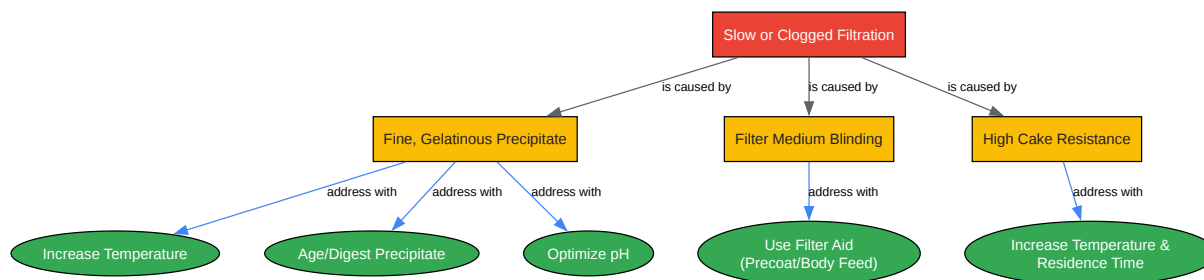 Slow or Clogged Filtration
is caused by
is caused by
is caused by
Fine, Gelatinous Precipitate
Filter Medium Blinding
High Cake Resistance
address with
address with
address with
address with
address with
Increase Temperature
Age/Digest Precipitate
Optimize pH
Use Filter Aid
(Precoat/Body Feed)
Increase Temperature &
Residence Time